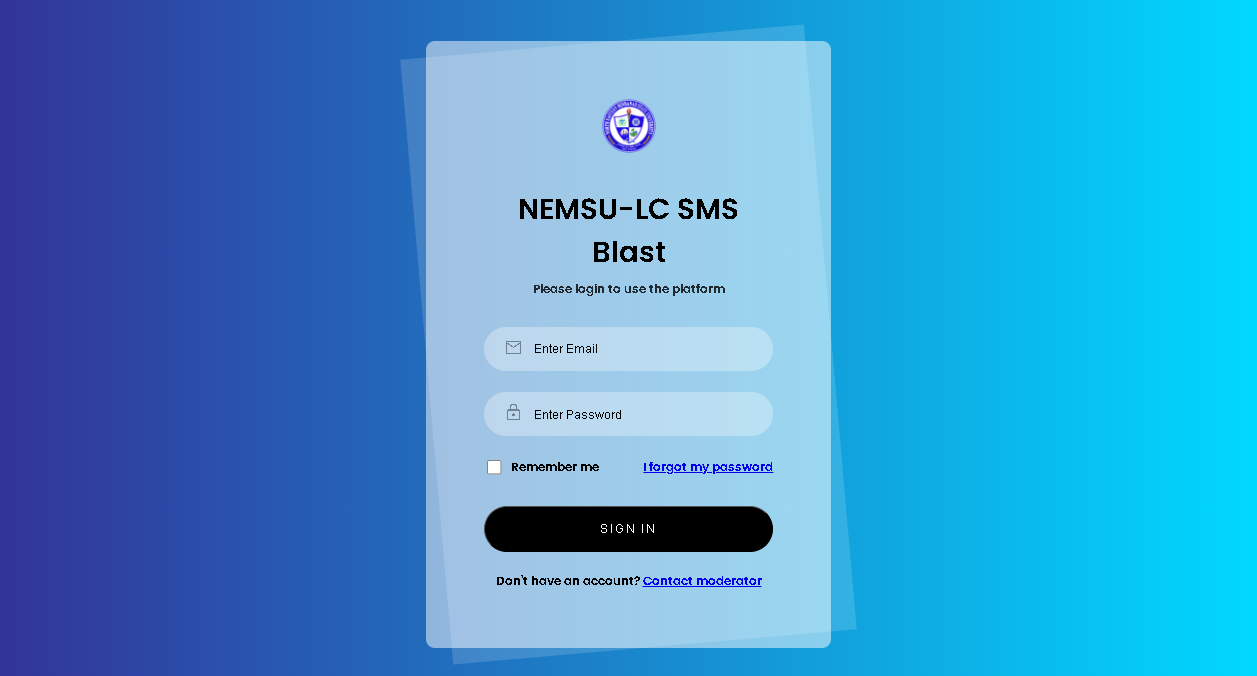 NEMSU-LC SMS
Blast
Please login to use the platform
Enter Email
Enter Password
Remember me
I forgot my password
SIGN IN
Don't have an account? Contact moderator